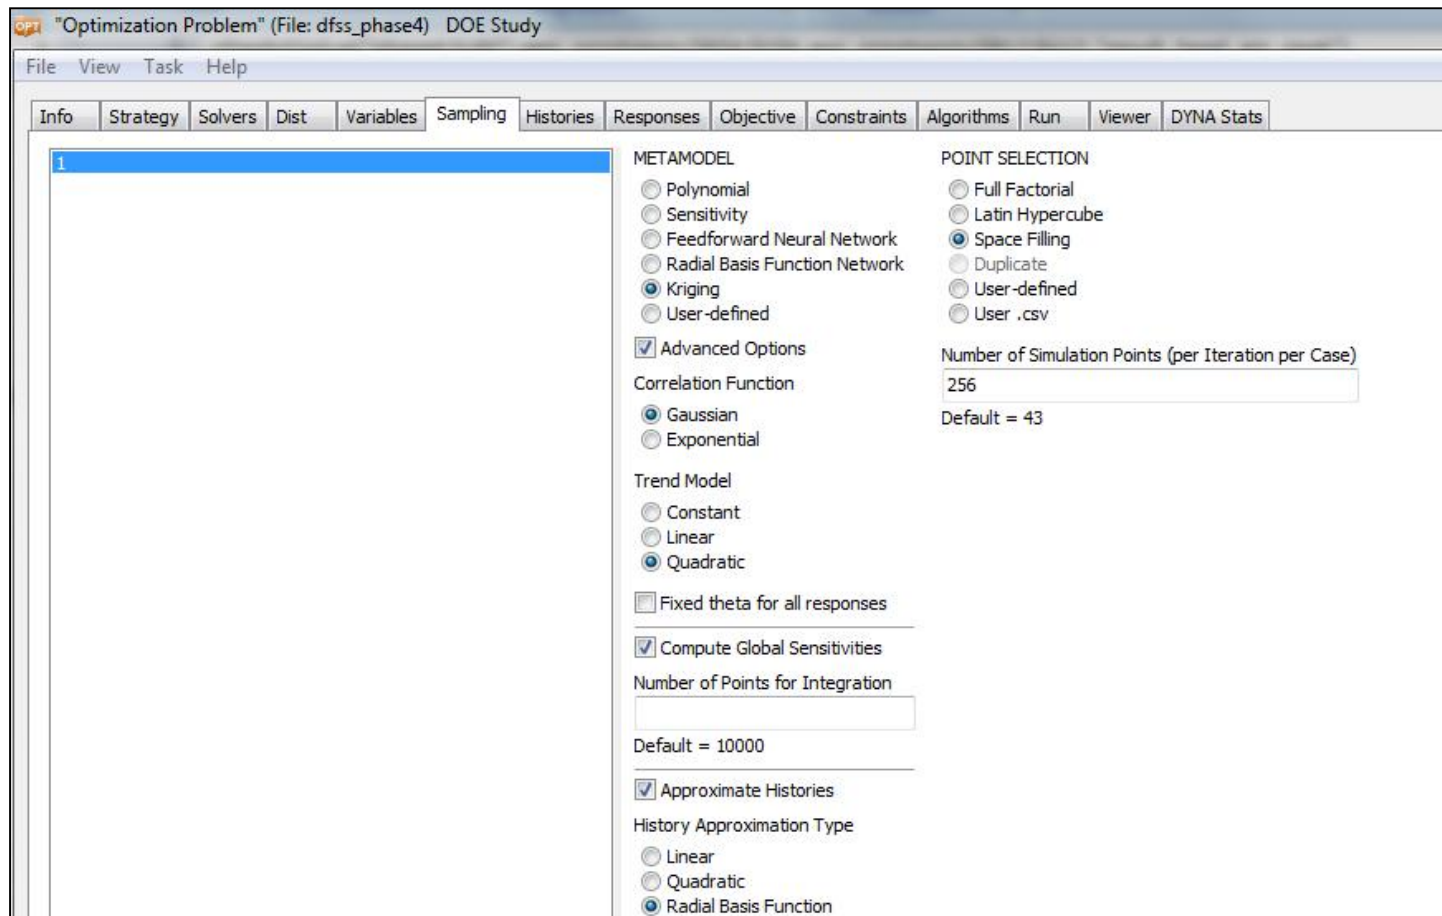 OPT "Optimization Problem" (File: dfss_phase4) DOE Study
File View Task Help
Info Strategy Solvers Dist Variables Sampling Histories Responses Objective Constraints Algorithms Run Viewer DYNA Stats
1
METAMODEL
Polynomial
Sensitivity
Feedforward Neural Network
Radial Basis Function Network
Kriging
User-defined
Advanced Options
Correlation Function
Gaussian
Exponential
Trend Model
Constant
Linear
Quadratic
Fixed theta for all responses
Compute Global Sensitivities
Number of Points for Integration
Default = 10000
Approximate Histories
History Approximation Type
Linear
Quadratic
Radial Basis Function
POINT SELECTION
Full Factorial
Latin Hypercube
Space Filling
Duplicate
User-defined
User .csv
Number of Simulation Points (per Iteration per Case)
256
Default = 43